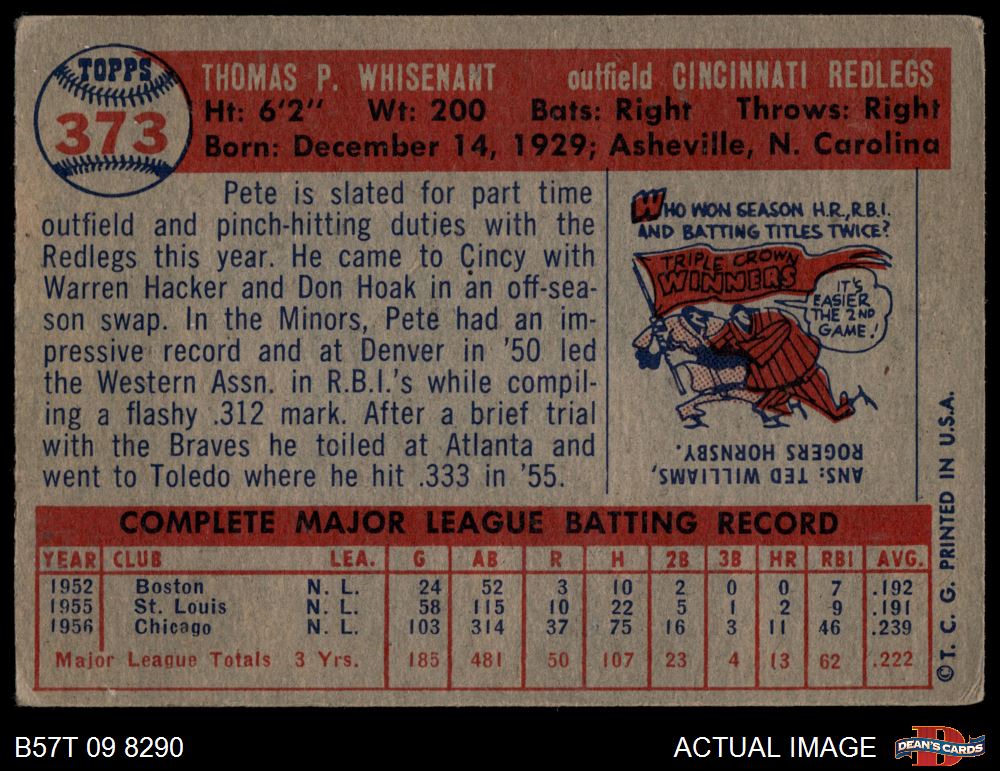 TOPPS
373
THOMAS P. WHISENANT outfield CINCINNATI REDLEGS
Ht: 6'2" Wt: 200 Bats: Right Throws: Right
Born: December 14, 1929; Asheville, N. Carolina
Pete is slated for part time
outfield and pinch-hitting duties with the
Redlegs this year. He came to Cincy with
Warren Hacker and Don Hoak in an off-sea-
son swap. In the Minors, Pete had an im-
pressive record and at Denver in '50 led
the Western Assn. in R.B.I.'s while compil-
ing a flashy .312 mark. After a brief trial
with the Braves he toiled at Atlanta and
went to Toledo where he hit .333 in '55.
WHO WON SEASON H.R., R.B.I.
AND BATTING TITLES TWICE?
TRIPLE CROWN
WINNERS
IT'S
EASIER
THE 2ND
GAME!
ANS: TED WILLIAMS,
ROGERS HORNSBY.
© T. C. G. PRINTED IN U.S.A.
COMPLETE MAJOR LEAGUE BATTING RECORD
YEAR CLUB LEA. G AB R H 2B 3B HR RBI AVG.
1952 Boston N. L. 24 52 3 10 2 0 0 7 .192
1955 St. Louis N. L. 58 115 10 22 5 1 2 9 .191
1956 Chicago N. L. 103 314 37 75 16 3 11 46 .239
Major League Totals 3 Yrs. 185 481 50 107 23 4 13 62 .222
B57T 09 8290 ACTUAL IMAGE
DEAN'S CARDS